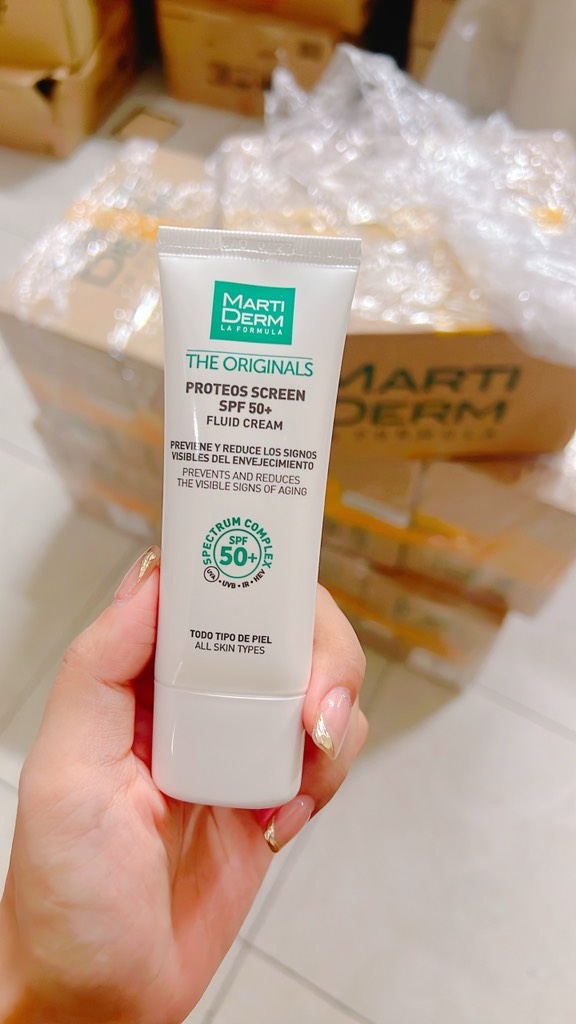 MARTI
DERM
LA FORMULA
THE ORIGINALS
PROTEOS SCREEN
SPF 50+
FLUID CREAM
PREVIENE Y REDUCE LOS SIGNOS
VISIBLES DEL ENVEJECIMIENTO
PREVENTS AND REDUCES
THE VISIBLE SIGNS OF AGING
SPECTRUM COMPLEX
SPF
50+
UVA • UVB • IR • HEV
TODO TIPO DE PIEL
ALL SKIN TYPES
MARTI
DERM
LA FORMULA